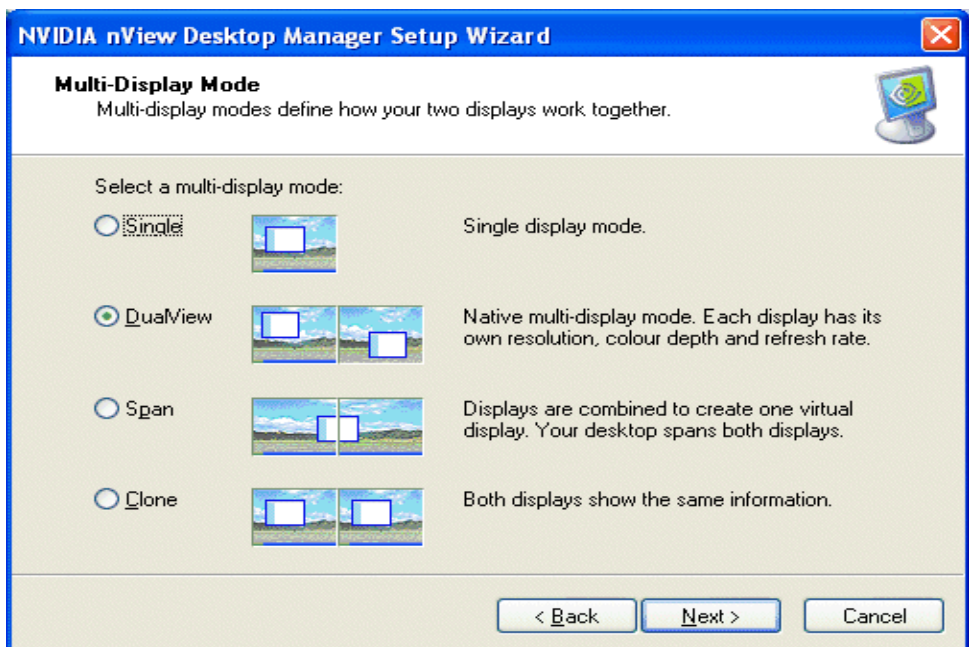 NVIDIA nView Desktop Manager Setup Wizard
Multi-Display Mode
Multi-display modes define how your two displays work together.
Select a multi-display mode:
Single
Single display mode.
DualView
Native multi-display mode. Each display has its
own resolution, colour depth and refresh rate.
Span
Displays are combined to create one virtual
display. Your desktop spans both displays.
Clone
Both displays show the same information.
< Back
Next >
Cancel